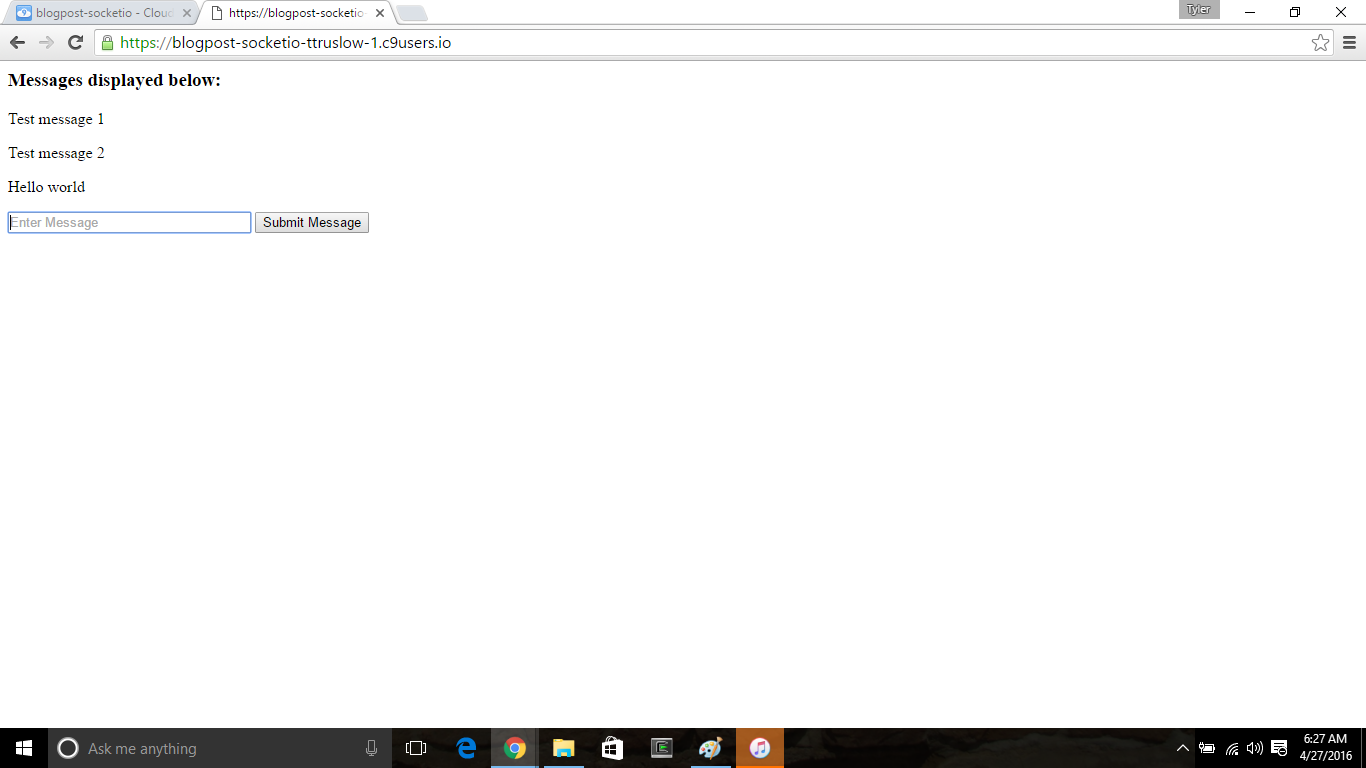 blogpost-socketio - Cloud
https://blogpost-socketio-
Tyler
https://blogpost-socketio-ttruslow-1.c9users.io
Messages displayed below:
Test message 1
Test message 2
Hello world
Enter Message
Submit Message
Ask me anything
6:27 AM
4/27/2016